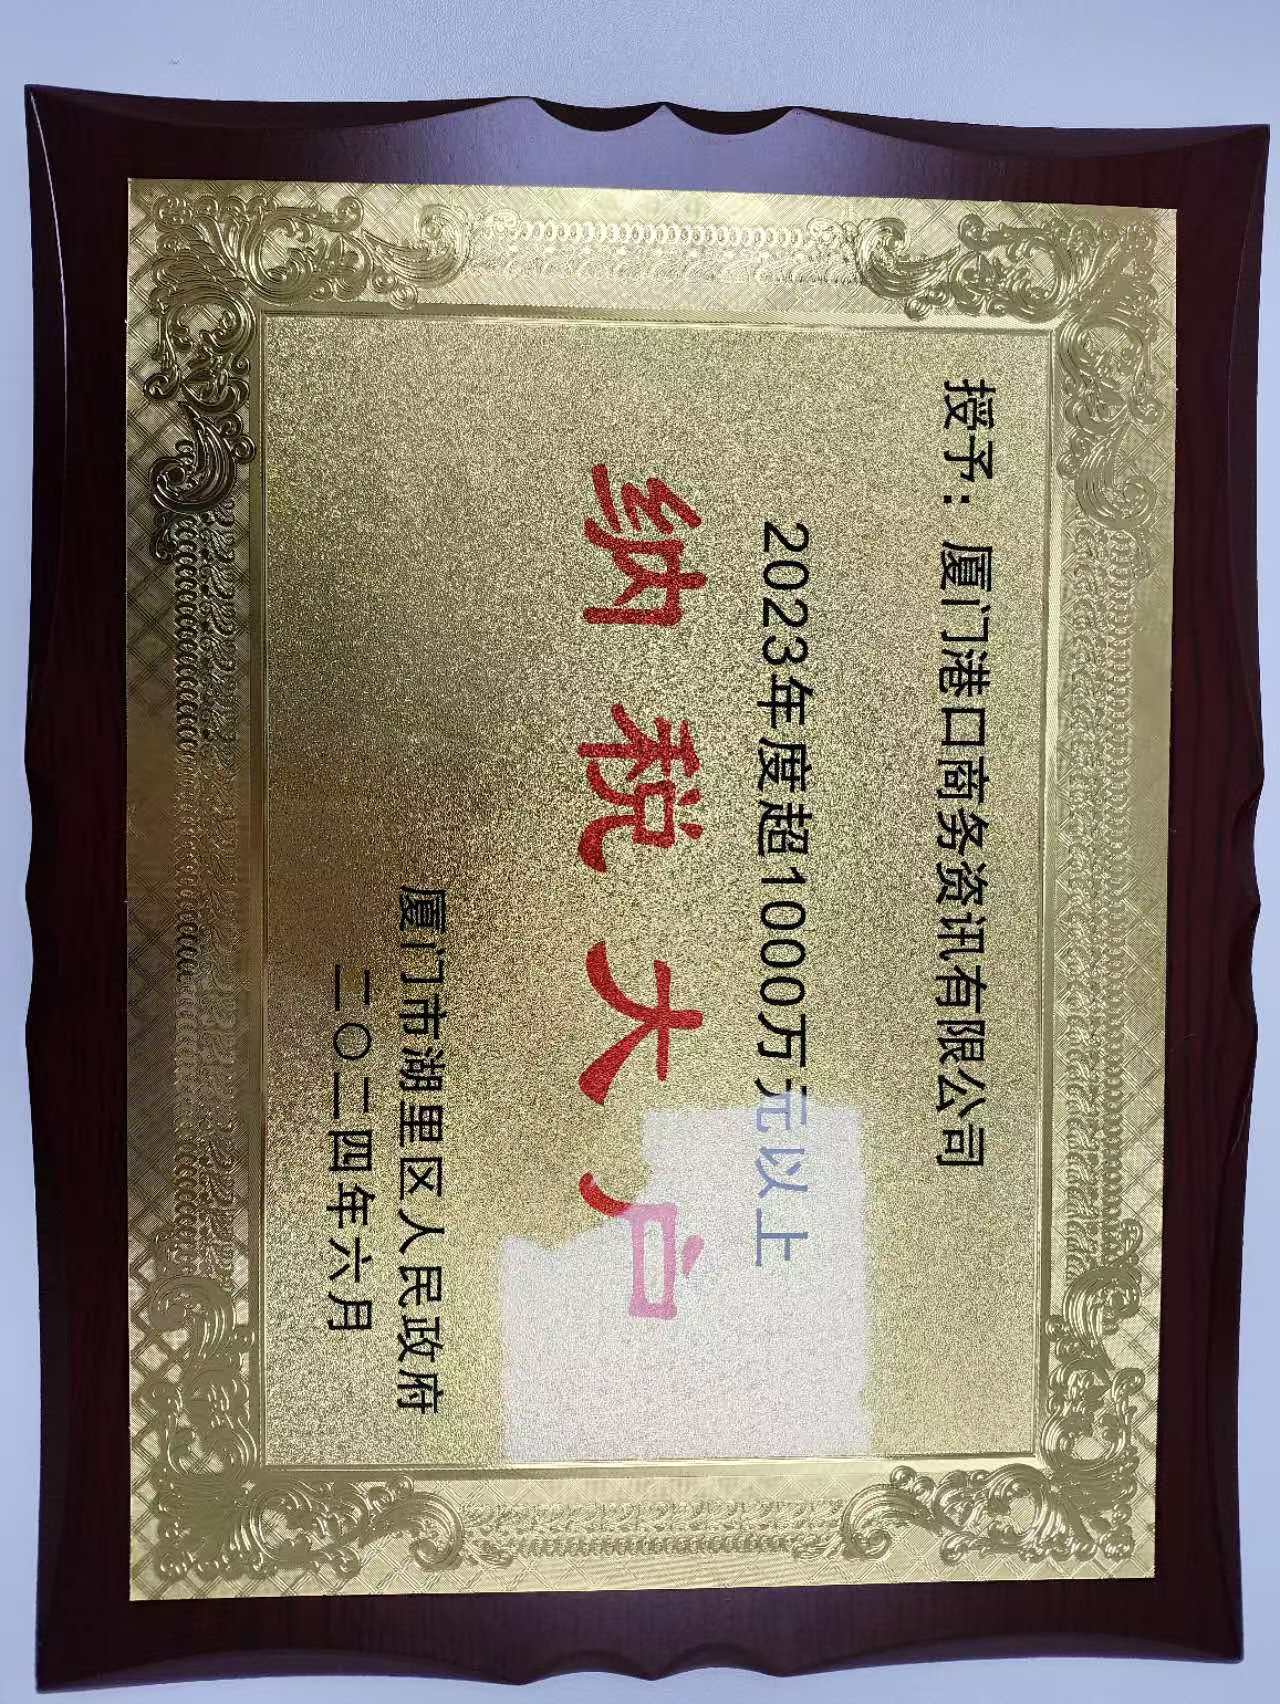 授予：厦门港口商务资讯有限公司
2023年度超1000万元以上
纳税大户
厦门市湖里区人民政府
二〇二四年六月